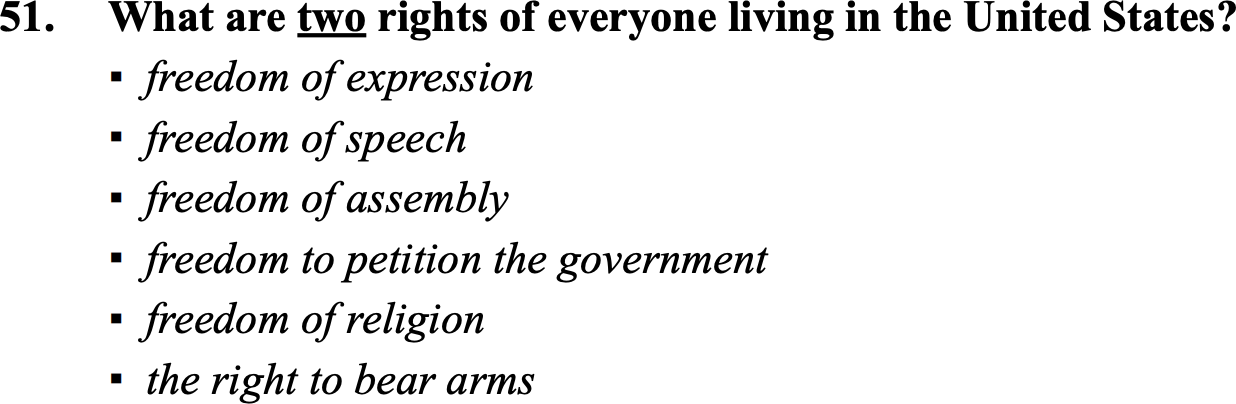 51. What are two rights of everyone living in the United States?
▪ freedom of expression
▪ freedom of speech
▪ freedom of assembly
▪ freedom to petition the government
▪ freedom of religion
▪ the right to bear arms